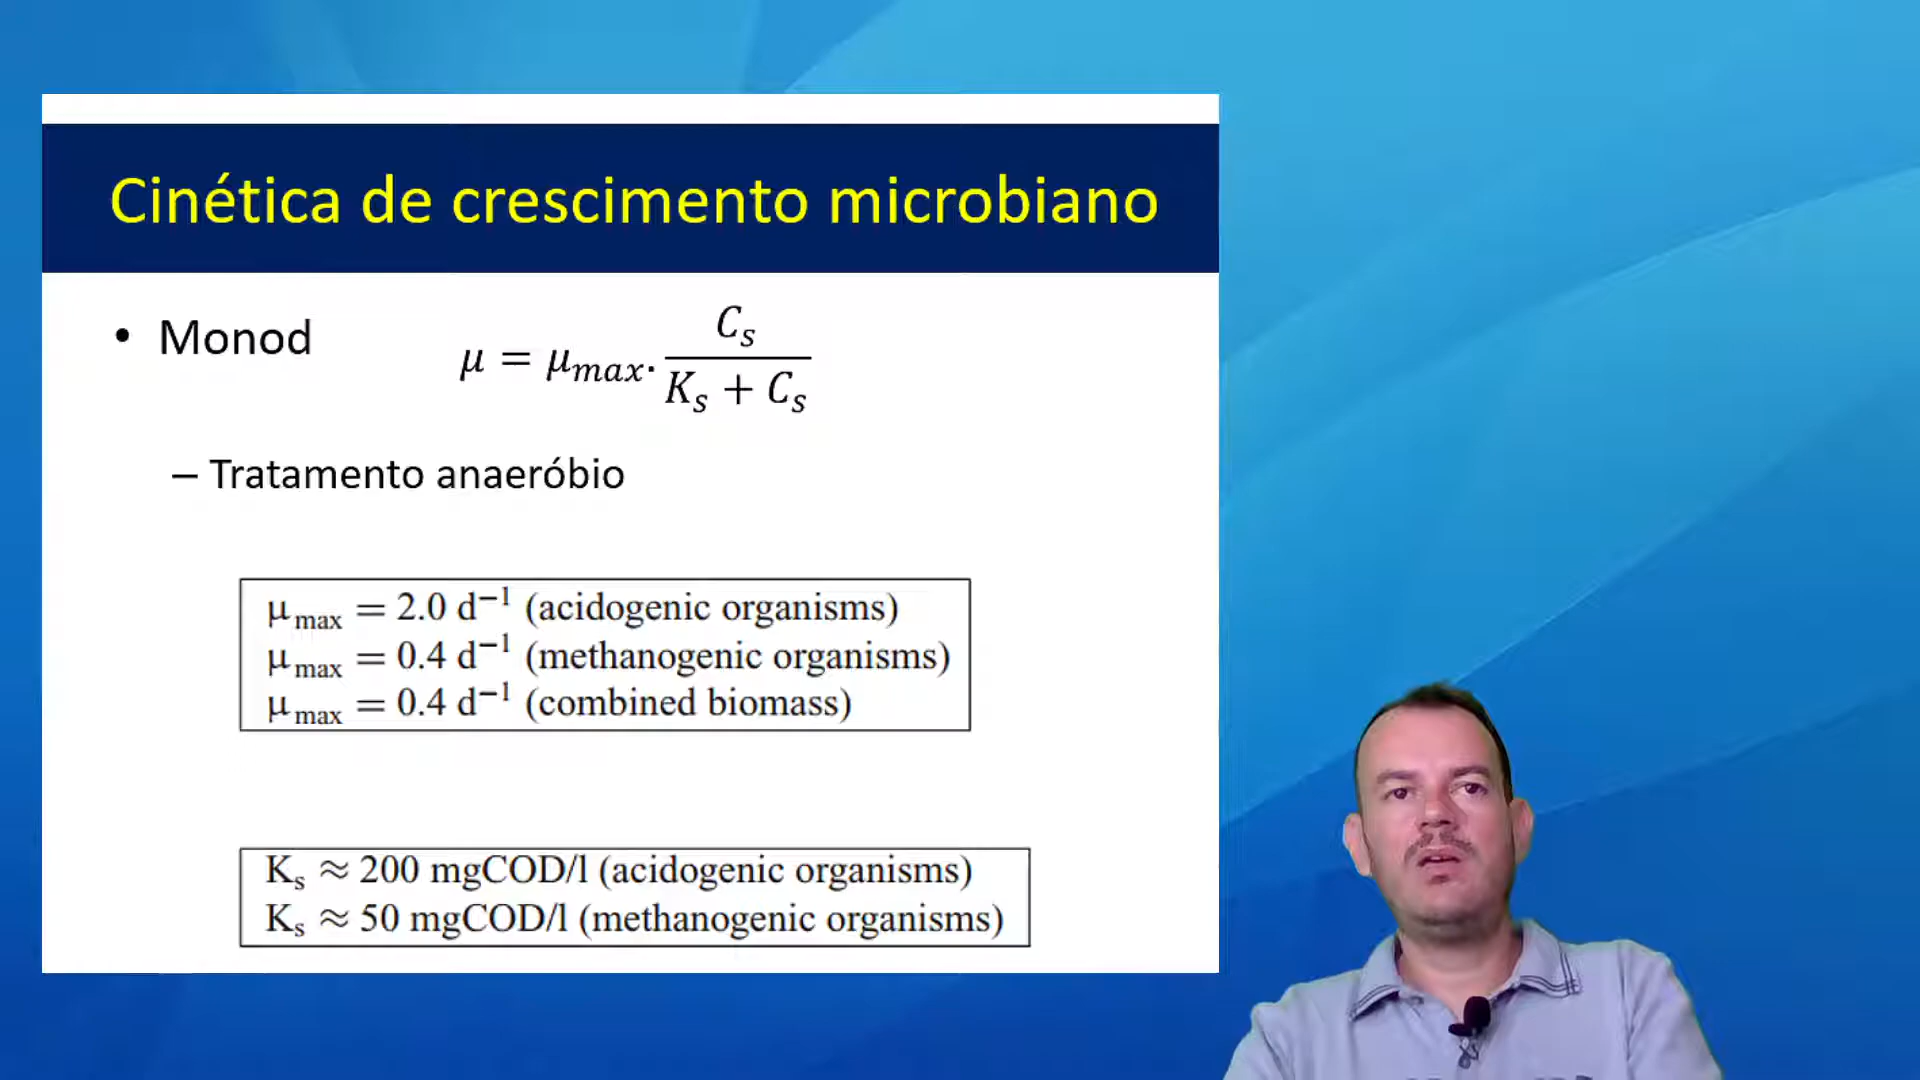 Cinética de crescimento microbiano
• Monod
μ = μmax. Cs / (Ks + Cs)
– Tratamento anaeróbio
μmax = 2.0 d⁻¹ (acidogenic organisms)
μmax = 0.4 d⁻¹ (methanogenic organisms)
μmax = 0.4 d⁻¹ (combined biomass)
Ks ≈ 200 mgCOD/l (acidogenic organisms)
Ks ≈ 50 mgCOD/l (methanogenic organisms)